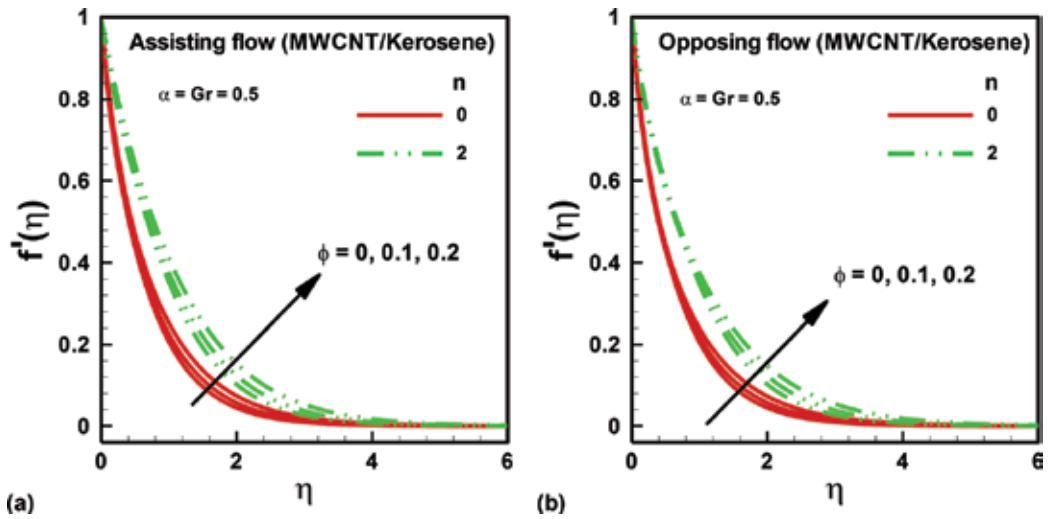 Assisting flow (MWCNT/Kerosene)
α = Gr = 0.5
n
0
2
ϕ = 0, 0.1, 0.2
f'(η)
1
0.8
0.6
0.4
0.2
0
0
2
4
6
η
(a)
Opposing flow (MWCNT/Kerosene)
α = Gr = 0.5
n
0
2
ϕ = 0, 0.1, 0.2
f'(η)
1
0.8
0.6
0.4
0.2
0
0
2
4
6
η
(b)